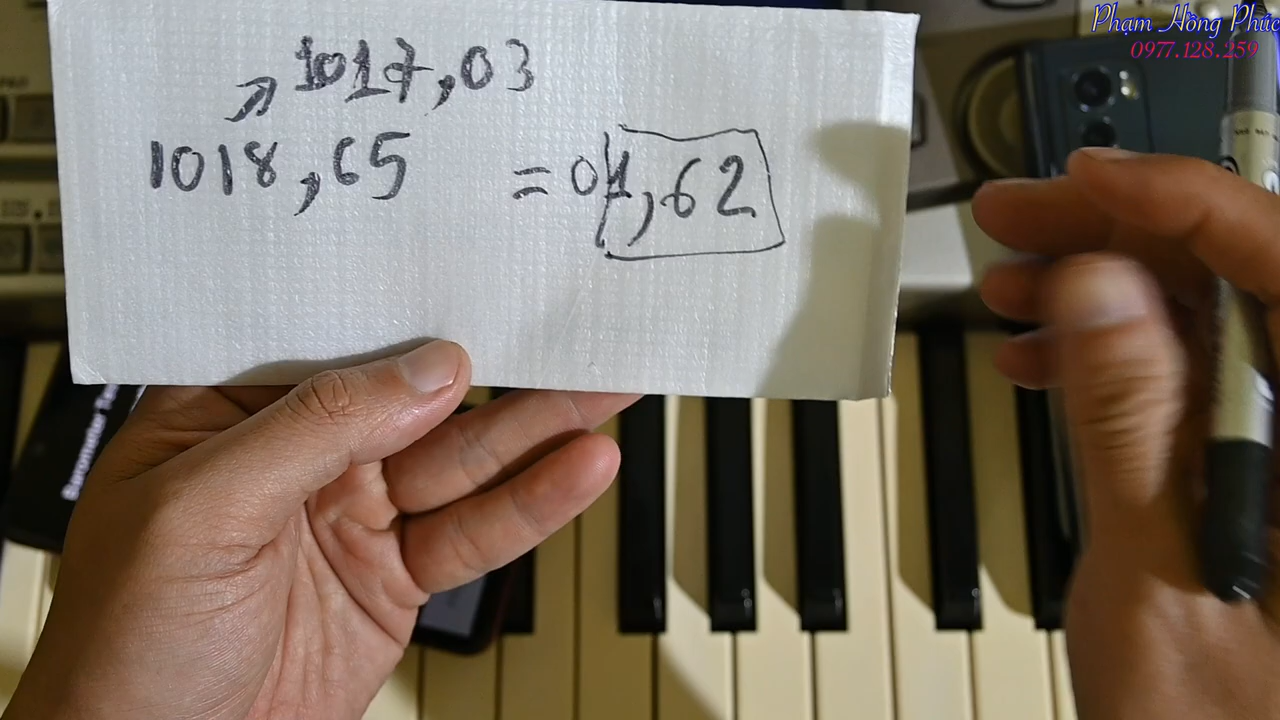 Phạm Hồng Phúc
0977.128.259
1017,03
1018,65 = 01,62